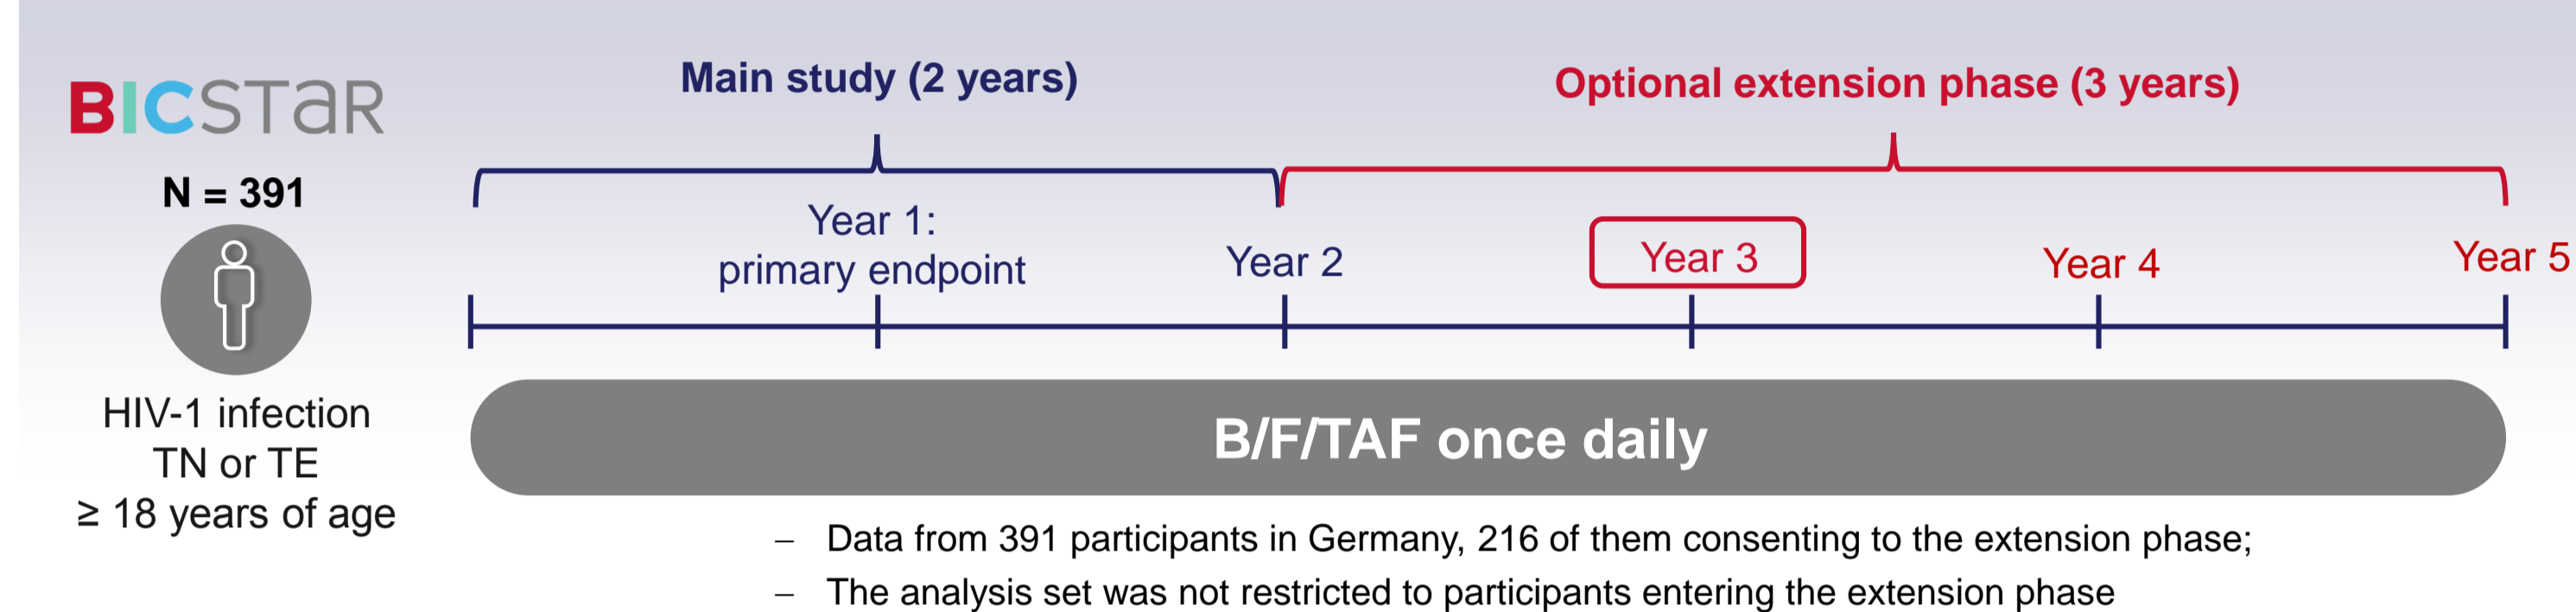 BICSTaR
N = 391
HIV-1 infection
TN or TE
≥ 18 years of age
Main study (2 years)
Optional extension phase (3 years)
Year 1:
primary endpoint
Year 2
Year 3
Year 4
Year 5
B/F/TAF once daily
– Data from 391 participants in Germany, 216 of them consenting to the extension phase;
– The analysis set was not restricted to participants entering the extension phase